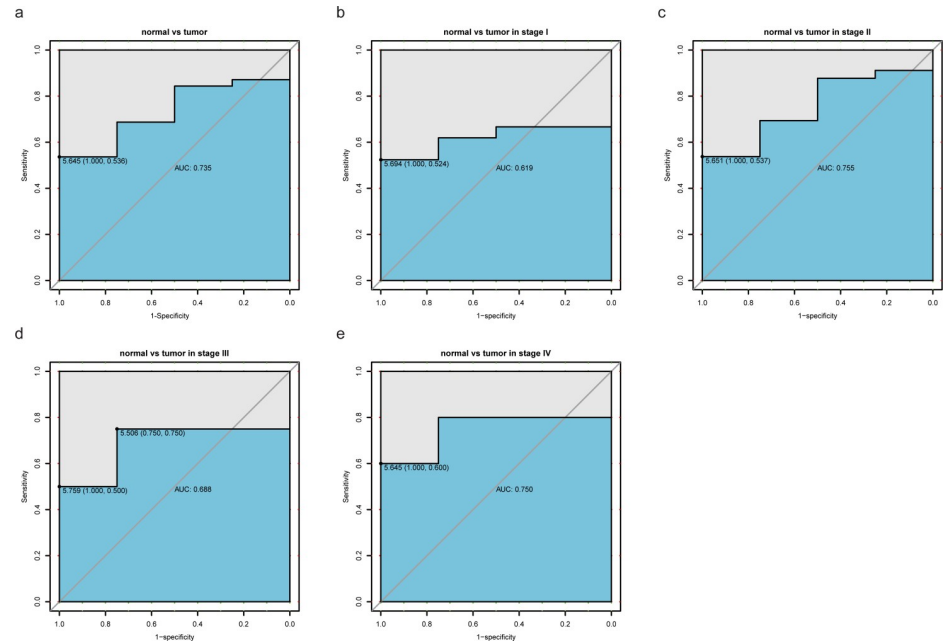 a
normal vs tumor
1.0
0.8
0.6
0.4
0.2
0.0
Sensitivity
5.645 (1.000, 0.536)
AUC: 0.735
1.0 0.8 0.6 0.4 0.2 0.0
1-Specificity
b
normal vs tumor in stage I
1.0
0.8
0.6
0.4
0.2
0.0
Sensitivity
5.694 (1.000, 0.524)
AUC: 0.619
1.0 0.8 0.6 0.4 0.2 0.0
1-specificity
c
normal vs tumor in stage II
1.0
0.8
0.6
0.4
0.2
0.0
Sensitivity
5.651 (1.000, 0.537)
AUC: 0.755
1.0 0.8 0.6 0.4 0.2 0.0
1-specificity
d
normal vs tumor in stage III
1.0
0.8
0.6
0.4
0.2
0.0
Sensitivity
5.506 (0.750, 0.750)
5.759 (1.000, 0.500)
AUC: 0.688
1.0 0.8 0.6 0.4 0.2 0.0
1-specificity
e
normal vs tumor in stage IV
1.0
0.8
0.6
0.4
0.2
0.0
Sensitivity
5.645 (1.000, 0.600)
AUC: 0.750
1.0 0.8 0.6 0.4 0.2 0.0
1-specificity